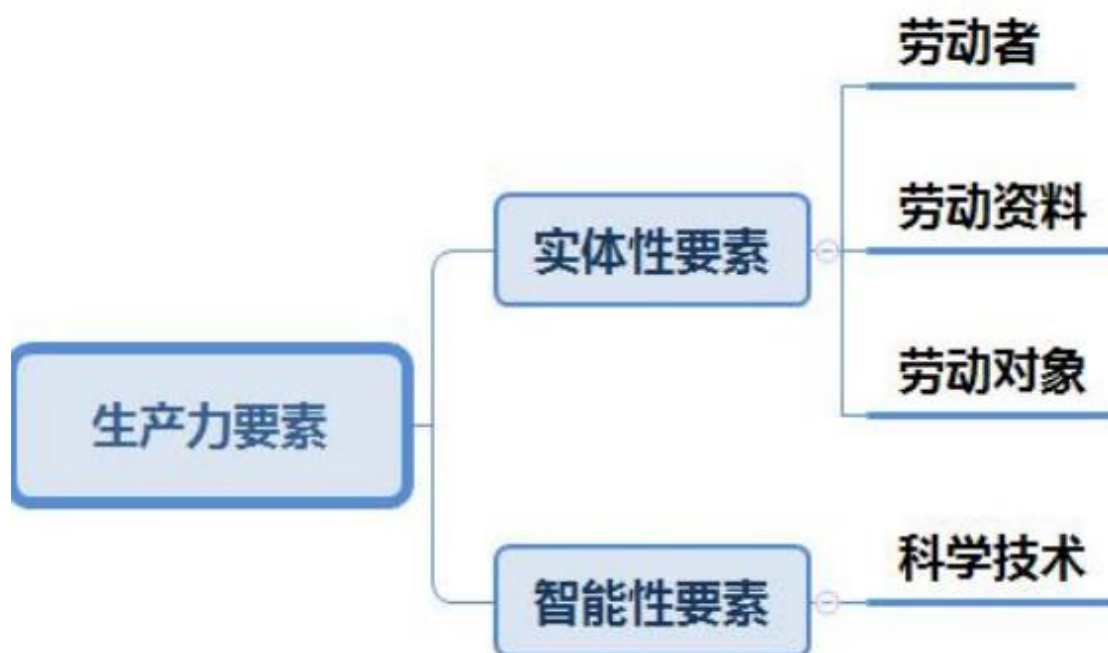 劳动者
劳动资料
实体性要素
劳动对象
生产力要素
科学技术
智能性要素